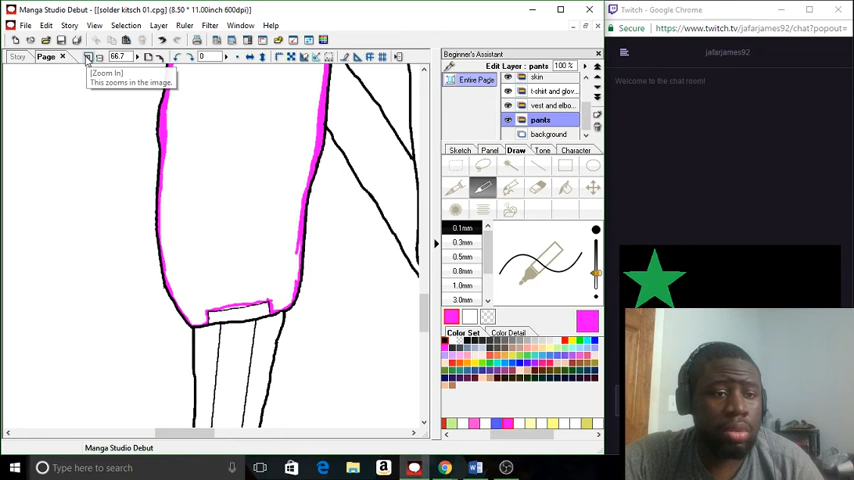 Manga Studio Debut - [[solder kitsch 01.cpg] (8.50 * 11.00inch 600dpi)]
File Edit Story View Selection Layer Ruler Filter Window Help
Story Page
66.7
0
[Zoom In]
This zooms in the image.
Beginner's Assistant
Edit Layer : pants 100 %
Entire Page
skin
t-shirt and glov...
vest and elbo...
pants
background
Sketch Panel Draw Tone Character
0.1mm
0.3mm
0.5mm
0.8mm
1.0mm
3.0mm
Color Set Color Detail
Manga Studio Debut
Type here to search
Twitch - Google Chrome
Secure https://www.twitch.tv/jafarjames92/chat?popout=
jafarjames92
Welcome to the chat room!